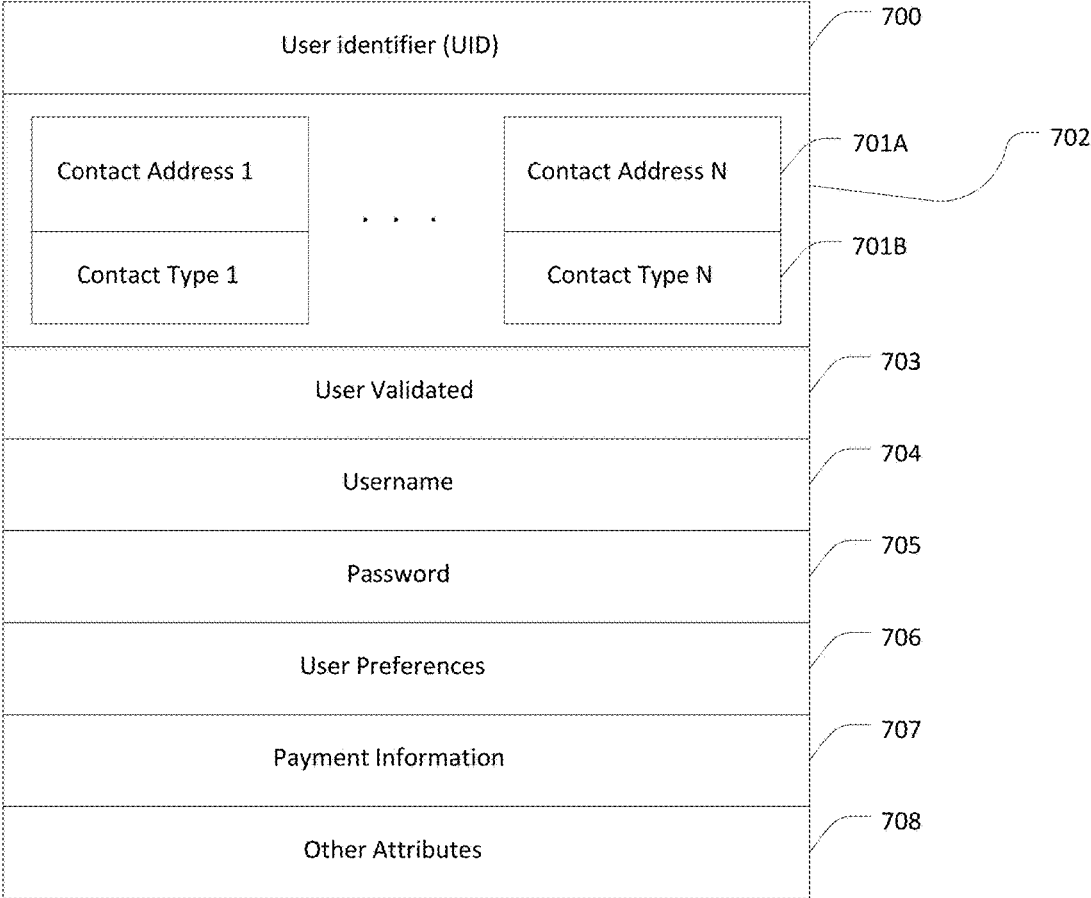 User identifier (UID)
700
Contact Address 1
. . .
Contact Address N
701A
702
Contact Type 1
Contact Type N
701B
User Validated
703
Username
704
Password
705
User Preferences
706
Payment Information
707
Other Attributes
708